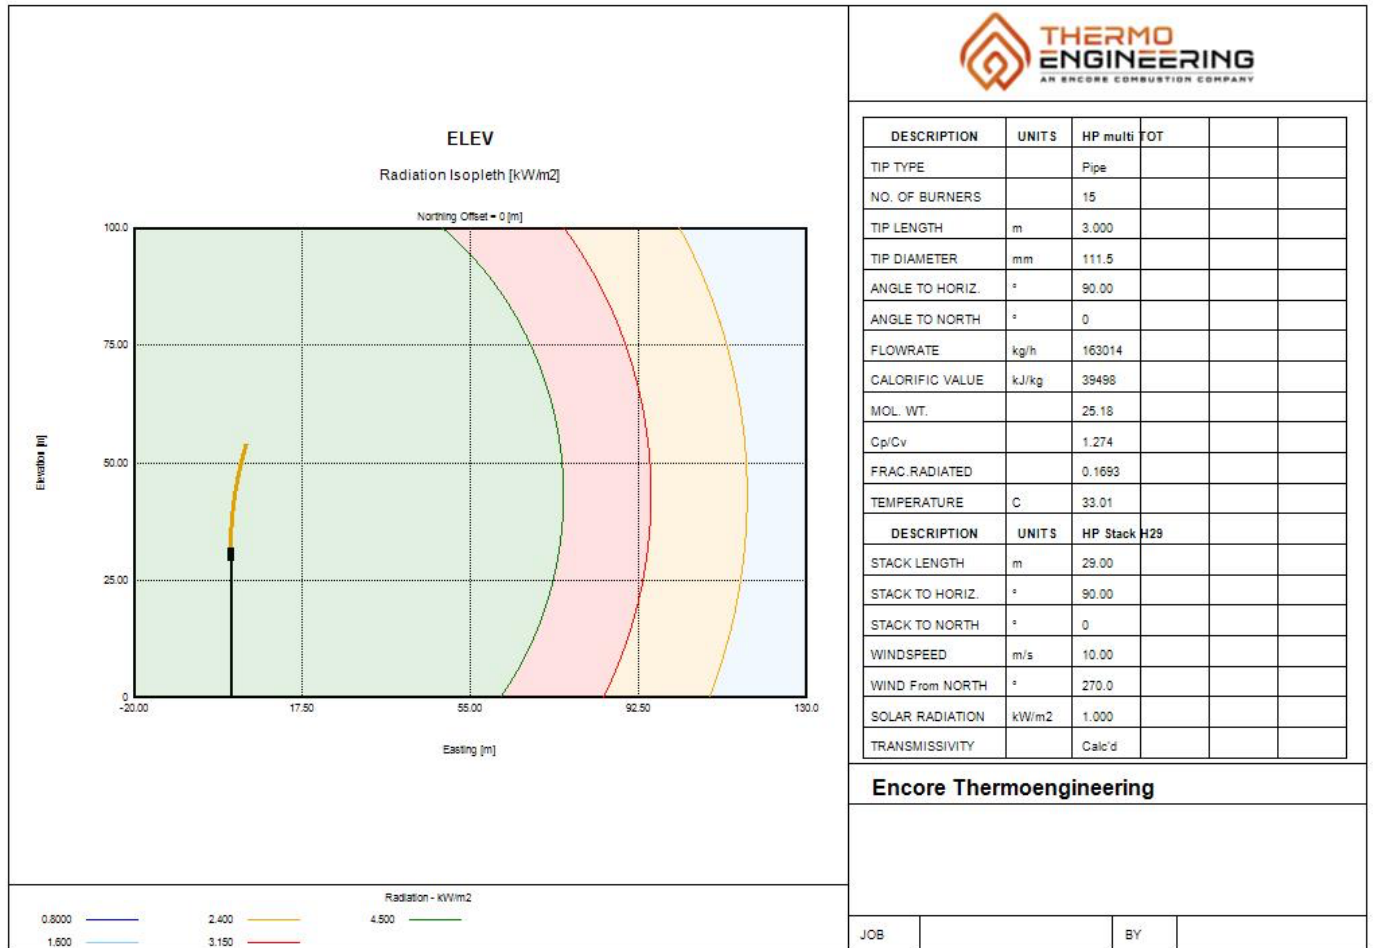 THERMO
ENGINEERING
AN ENCORE COMBUSTION COMPANY
ELEV
Radiation Isopleth [kW/m2]
Northing Offset = 0 [m]
100.0
75.00
50.00
25.00
0
Elevation [m]
-20.00 17.50 55.00 92.50 130.0
Easting [m]
DESCRIPTION UNITS HP multi TOT
TIP TYPE Pipe
NO. OF BURNERS 15
TIP LENGTH m 3.000
TIP DIAMETER mm 111.5
ANGLE TO HORIZ. ° 90.00
ANGLE TO NORTH ° 0
FLOWRATE kg/h 163014
CALORIFIC VALUE kJ/kg 39498
MOL. WT. 25.18
Cp/Cv 1.274
FRAC.RADIATED 0.1693
TEMPERATURE C 33.01
DESCRIPTION UNITS HP Stack H29
STACK LENGTH m 29.00
STACK TO HORIZ. ° 90.00
STACK TO NORTH ° 0
WINDSPEED m/s 10.00
WIND From NORTH ° 270.0
SOLAR RADIATION kW/m2 1.000
TRANSMISSIVITY Calc'd
Encore Thermoengineering
Radiation - kW/m2
0.8000 2.400 4.500
1.600 3.150
JOB BY